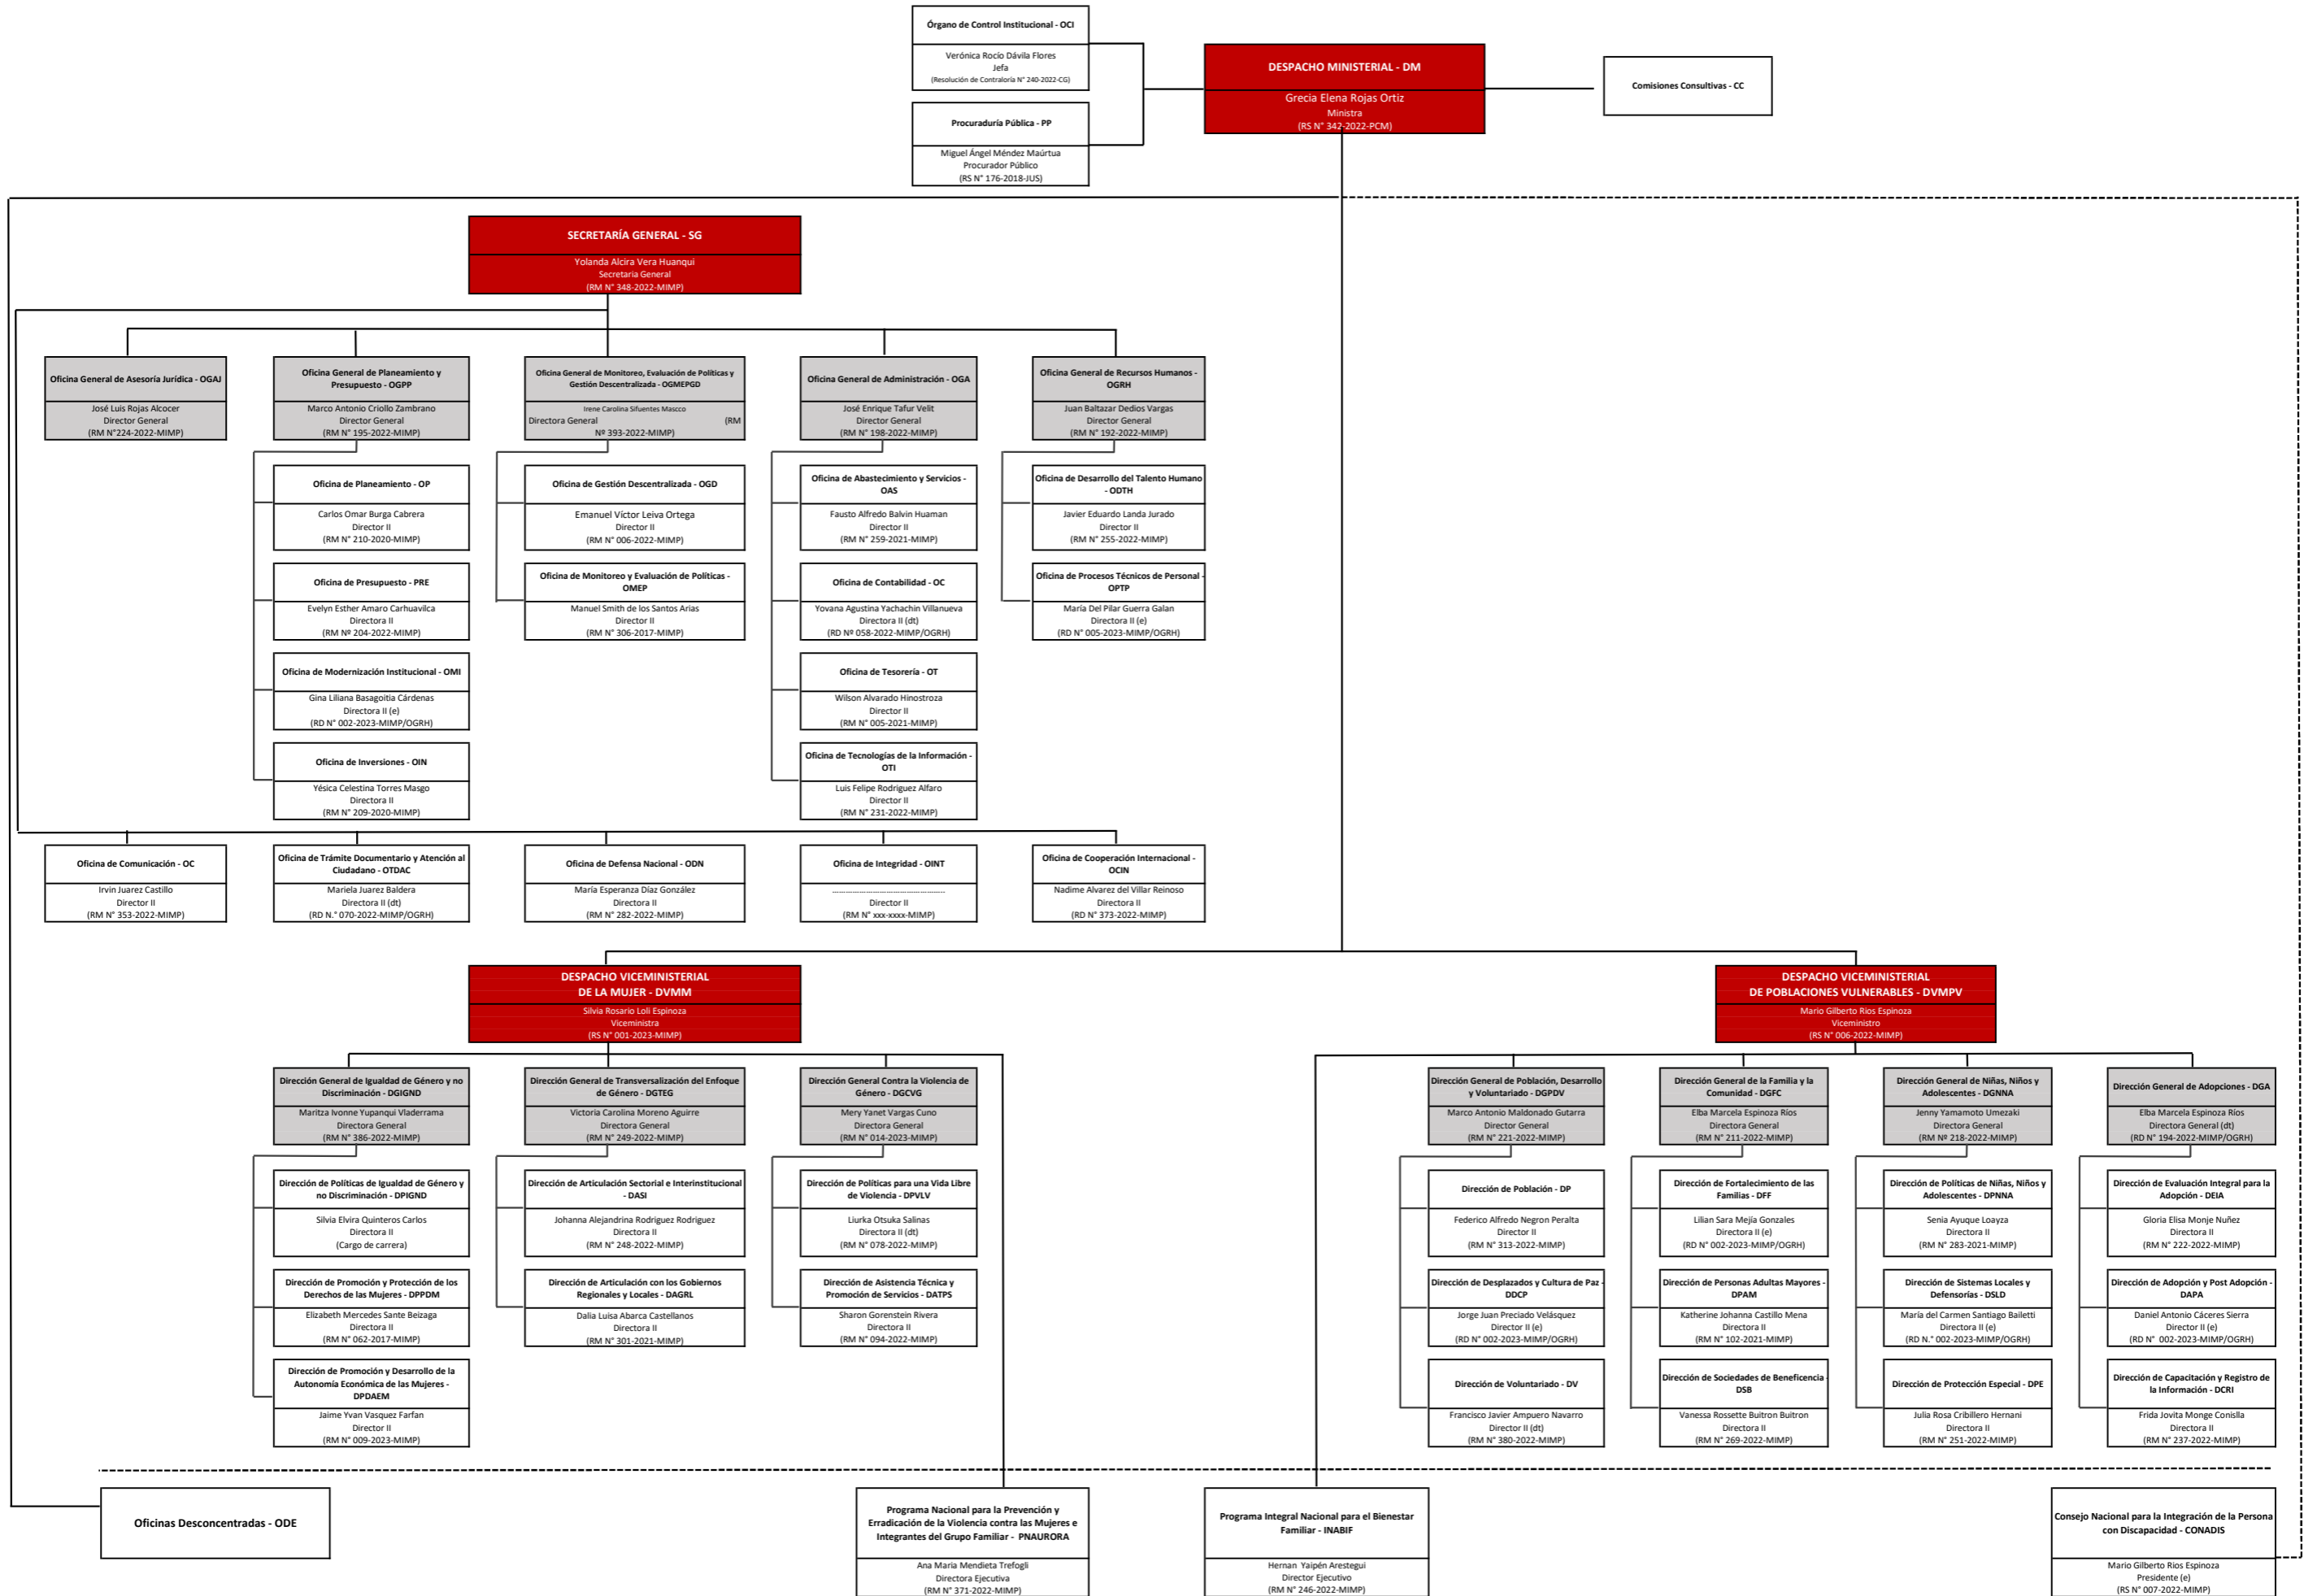 Órgano de Control Institucional - OCI
Verónica Rocío Dávila Flores
Jefa
(Resolución de Contraloría N° 240-2022-CG)
Procuraduría Pública - PP
Miguel Ángel Méndez Maúrtua
Procurador Público
(RS N° 176-2018-JUS)
DESPACHO MINISTERIAL - DM
Grecia Elena Rojas Ortiz
Ministra
(RS N° 342-2022-PCM)
Comisiones Consultivas - CC
SECRETARÍA GENERAL - SG
Yolanda Alcira Vera Huanqui
Secretaria General
(RM N° 348-2022-MIMP)
Oficina General de Asesoría Jurídica - OGAJ
José Luis Rojas Alcocer
Director General
(RM N°224-2022-MIMP)
Oficina General de Planeamiento y
Presupuesto - OGPP
Marco Antonio Criollo Zambrano
Director General
(RM N° 195-2022-MIMP)
Oficina General de Monitoreo, Evaluación de Políticas y
Gestión Descentralizada - OGMEPGD
Irene Carolina Sifuentes Mascco
Directora General (RM
Nº 393-2022-MIMP)
Oficina General de Administración - OGA
José Enrique Tafur Velit
Director General
(RM N° 198-2022-MIMP)
Oficina General de Recursos Humanos -
OGRH
Juan Baltazar Dedios Vargas
Director General
(RM N° 192-2022-MIMP)
Oficina de Planeamiento - OP
Carlos Omar Burga Cabrera
Director II
(RM N° 210-2020-MIMP)
Oficina de Gestión Descentralizada - OGD
Emanuel Víctor Leiva Ortega
Director II
(RM N° 006-2022-MIMP)
Oficina de Abastecimiento y Servicios -
OAS
Fausto Alfredo Balvin Huaman
Director II
(RM N° 259-2021-MIMP)
Oficina de Desarrollo del Talento Humano
- ODTH
Javier Eduardo Landa Jurado
Director II
(RM N° 255-2022-MIMP)
Oficina de Presupuesto - PRE
Evelyn Esther Amaro Carhuavilca
Directora II
(RM Nº 204-2022-MIMP)
Oficina de Monitoreo y Evaluación de Políticas -
OMEP
Manuel Smith de los Santos Arias
Director II
(RM N° 306-2017-MIMP)
Oficina de Contabilidad - OC
Yovana Agustina Yachachin Villanueva
Directora II (dt)
(RD Nº 058-2022-MIMP/OGRH)
Oficina de Procesos Técnicos de Personal -
OPTP
María Del Pilar Guerra Galan
Directora II (e)
(RD N° 005-2023-MIMP/OGRH)
Oficina de Modernización Institucional - OMI
Gina Liliana Basagoitia Cárdenas
Directora II (e)
(RD N° 002-2023-MIMP/OGRH)
Oficina de Tesorería - OT
Wilson Alvarado Hinostroza
Director II
(RM N° 005-2021-MIMP)
Oficina de Inversiones - OIN
Yésica Celestina Torres Masgo
Directora II
(RM N° 209-2020-MIMP)
Oficina de Tecnologías de la Información -
OTI
Luis Felipe Rodriguez Alfaro
Director II
(RM N° 231-2022-MIMP)
Oficina de Comunicación - OC
Irvin Juarez Castillo
Director II
(RM N° 353-2022-MIMP)
Oficina de Trámite Documentario y Atención al
Ciudadano - OTDAC
Mariela Juarez Baldera
Directora II (dt)
(RD N.° 070-2022-MIMP/OGRH)
Oficina de Defensa Nacional - ODN
María Esperanza Díaz González
Directora II
(RM N° 282-2022-MIMP)
Oficina de Integridad - OINT
................................................
Director II
(RM N° xxx-xxxx-MIMP)
Oficina de Cooperación Internacional -
OCIN
Nadime Alvarez del Villar Reinoso
Directora II
(RD N° 373-2022-MIMP)
DESPACHO VICEMINISTERIAL
DE LA MUJER - DVMM
Silvia Rosario Loli Espinoza
Viceministra
(RS N° 001-2023-MIMP)
DESPACHO VICEMINISTERIAL
DE POBLACIONES VULNERABLES - DVMPV
Mario Gilberto Rios Espinoza
Viceministro
(RS N° 006-2022-MIMP)
Dirección General de Igualdad de Género y no
Discriminación - DGIGND
Maritza Ivonne Yupanqui Vladerrama
Directora General
(RM N° 386-2022-MIMP)
Dirección General de Transversalización del Enfoque
de Género - DGTEG
Victoria Carolina Moreno Aguirre
Directora General
(RM N° 249-2022-MIMP)
Dirección General Contra la Violencia de
Género - DGCVG
Mery Yanet Vargas Cuno
Directora General
(RM N° 014-2023-MIMP)
Dirección General de Población, Desarrollo
y Voluntariado - DGPDV
Marco Antonio Maldonado Gutarra
Director General
(RM N° 221-2022-MIMP)
Dirección General de la Familia y la
Comunidad - DGFC
Elba Marcela Espinoza Ríos
Directora General
(RM N° 211-2022-MIMP)
Dirección General de Niñas, Niños y
Adolescentes - DGNNA
Jenny Yamamoto Umezaki
Directora General
(RM Nº 218-2022-MIMP)
Dirección General de Adopciones - DGA
Elba Marcela Espinoza Ríos
Directora General (dt)
(RD N° 194-2022-MIMP/OGRH)
Dirección de Políticas de Igualdad de Género y
no Discriminación - DPIGND
Silvia Elvira Quinteros Carlos
Directora II
(Cargo de carrera)
Dirección de Articulación Sectorial e Interinstitucional
- DASI
Johanna Alejandrina Rodriguez Rodriguez
Directora II
(RM N° 248-2022-MIMP)
Dirección de Políticas para una Vida Libre
de Violencia - DPVLV
Liurka Otsuka Salinas
Directora II (dt)
(RM N° 078-2022-MIMP)
Dirección de Población - DP
Federico Alfredo Negron Peralta
Director II
(RM N° 313-2022-MIMP)
Dirección de Fortalecimiento de las
Familias - DFF
Lilian Sara Mejía Gonzales
Directora II (e)
(RD N° 002-2023-MIMP/OGRH)
Dirección de Políticas de Niñas, Niños y
Adolescentes - DPNNA
Senia Ayuque Loayza
Directora II
(RM N° 283-2021-MIMP)
Dirección de Evaluación Integral para la
Adopción - DEIA
Gloria Elisa Monje Nuñez
Directora II
(RM N° 222-2022-MIMP)
Dirección de Promoción y Protección de los
Derechos de las Mujeres - DPPDM
Elizabeth Mercedes Sante Beizaga
Directora II
(RM N° 062-2017-MIMP)
Dirección de Articulación con los Gobiernos
Regionales y Locales - DAGRL
Dalia Luisa Abarca Castellanos
Directora II
(RM N° 301-2021-MIMP)
Dirección de Asistencia Técnica y
Promoción de Servicios - DATPS
Sharon Gorenstein Rivera
Directora II
(RM N° 094-2022-MIMP)
Dirección de Desplazados y Cultura de Paz -
DDCP
Jorge Juan Preciado Velásquez
Director II (e)
(RD N° 002-2023-MIMP/OGRH)
Dirección de Personas Adultas Mayores -
DPAM
Katherine Johanna Castillo Mena
Directora II
(RM N° 102-2021-MIMP)
Dirección de Sistemas Locales y
Defensorías - DSLD
María del Carmen Santiago Bailetti
Directora II (e)
(RD N.° 002-2023-MIMP/OGRH)
Dirección de Adopción y Post Adopción -
DAPA
Daniel Antonio Cáceres Sierra
Director II (e)
(RD N° 002-2023-MIMP/OGRH)
Dirección de Promoción y Desarrollo de la
Autonomía Económica de las Mujeres -
DPDAEM
Jaime Yvan Vasquez Farfan
Director II
(RM N° 009-2023-MIMP)
Dirección de Voluntariado - DV
Francisco Javier Ampuero Navarro
Director II (dt)
(RM N° 380-2022-MIMP)
Dirección de Sociedades de Beneficencia -
DSB
Vanessa Rossette Buitron Buitron
Directora II
(RM N° 269-2022-MIMP)
Dirección de Protección Especial - DPE
Julia Rosa Cribillero Hernani
Directora II
(RM N° 251-2022-MIMP)
Dirección de Capacitación y Registro de
la Información - DCRI
Frida Jovita Monge Conislla
Directora II
(RM N° 237-2022-MIMP)
Oficinas Desconcentradas - ODE
Programa Nacional para la Prevención y
Erradicación de la Violencia contra las Mujeres e
Integrantes del Grupo Familiar - PNAURORA
Ana Maria Mendieta Trefogli
Directora Ejecutiva
(RM N° 371-2022-MIMP)
Programa Integral Nacional para el Bienestar
Familiar - INABIF
Hernan Yaipén Arestegui
Director Ejecutivo
(RM N° 246-2022-MIMP)
Consejo Nacional para la Integración de la Persona
con Discapacidad - CONADIS
Mario Gilberto Rios Espinoza
Presidente (e)
(RS N° 007-2022-MIMP)